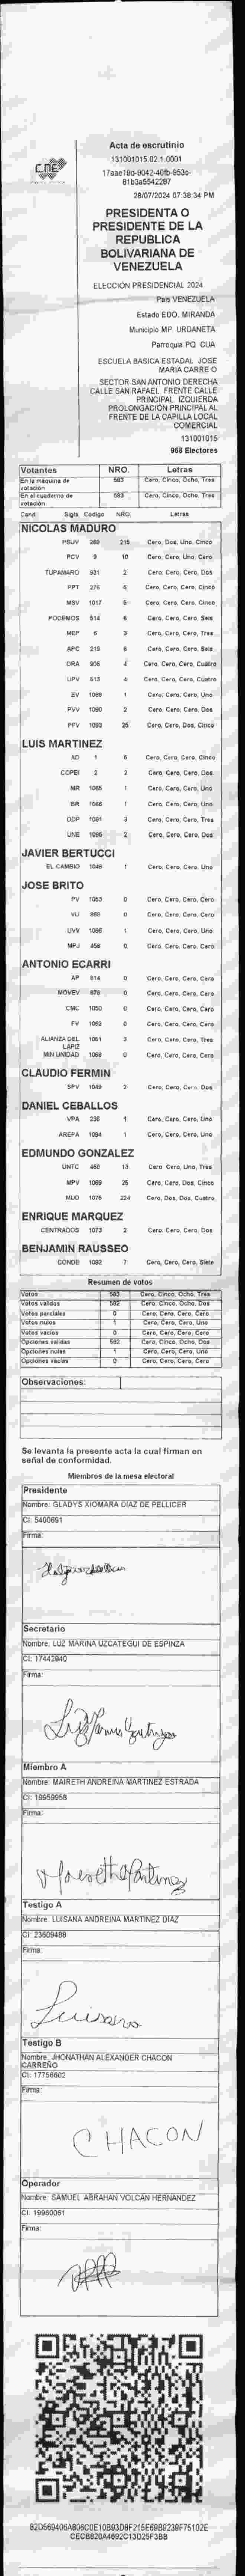 CNE
Acta de escrutinio
131001015.02.1.0001
28/07/2024 07:38:34 PM
PRESIDENTA O
PRESIDENTE DE LA
REPUBLICA
BOLIVARIANA DE
VENEZUELA
ELECCIÓN PRESIDENCIAL 2024
País VENEZUELA
Estado EDO. MIRANDA
Municipio MP. URDANETA
Parroquia PQ. CUA
ESCUELA BASICA ESTADAL JOSE
MARIA CARRE O
SECTOR SAN ANTONIO DERECHA
CALLE SAN RAFAEL. FRENTE CALLE
PRINCIPAL. IZQUIERDA
PROLONGACIÓN PRINCIPAL AL
FRENTE DE LA CAPILLA LOCAL
COMERCIAL
131001015
968 Electores
Votantes NRO. Letras
En la máquina de votación 583 Cero, Cinco, Ocho, Tres
En el cuaderno de votación 583 Cero, Cinco, Ocho, Tres
Cand Sigls Código NRO. Letras
NICOLAS MADURO
PSUV 269 215 Cero, Dos, Uno, Cinco
PCV 9 10 Cero, Cero, Uno, Cero
TUPAMARO 931 2 Cero, Cero, Cero, Dos
PPT 276 5 Cero, Cero, Cero, Cinco
MSV 1017 5 Cero, Cero, Cero, Cinco
PODEMOS 514 6 Cero, Cero, Cero, Seis
MEP 6 3 Cero, Cero, Cero, Tres
APC 215 6 Cero, Cero, Cero, Seis
ORA 906 4 Cero, Cero, Cero, Cuatro
UPV 513 4 Cero, Cero, Cero, Cuatro
EV 1089 1 Cero, Cero, Cero, Uno
PVV 1090 2 Cero, Cero, Cero, Dos
PFV 1093 25 Cero, Cero, Dos, Cinco
LUIS MARTINEZ
AD 1 5 Cero, Cero, Cero, Cinco
COPEI 2 2 Cero, Cero, Cero, Dos
MR 1065 1 Cero, Cero, Cero, Uno
BR 1066 1 Cero, Cero, Cero, Uno
DDP 1091 3 Cero, Cero, Cero, Tres
UNE 1095 2 Cero, Cero, Cero, Dos
JAVIER BERTUCCI
EL CAMBIO 1049 1 Cero, Cero, Cero, Uno
JOSE BRITO
PV 1053 0 Cero, Cero, Cero, Cero
VU 960 0 Cero, Cero, Cero, Cero
UVV 1096 1 Cero, Cero, Cero, Uno
MPJ 458 0 Cero, Cero, Cero, Cero
ANTONIO ECARRI
AP 814 0 Cero, Cero, Cero, Cero
MOVEV 879 0 Cero, Cero, Cero, Cero
CMC 1050 0 Cero, Cero, Cero, Cero
FV 1062 0 Cero, Cero, Cero, Cero
ALIANZA DEL LAPIZ 1061 3 Cero, Cero, Cero, Tres
MIN UNIDAD 1068 0 Cero, Cero, Cero, Cero
CLAUDIO FERMIN
SPV 1049 2 Cero, Cero, Cero, Dos
DANIEL CEBALLOS
VPA 236 1 Cero, Cero, Cero, Uno
AREPA 1094 1 Cero, Cero, Cero, Uno
EDMUNDO GONZALEZ
UNTC 460 13 Cero, Cero, Uno, Tres
MPV 1069 25 Cero, Cero, Dos, Cinco
MUD 1076 224 Cero, Dos, Dos, Cuatro
ENRIQUE MARQUEZ
CENTRADOS 1073 2 Cero, Cero, Cero, Dos
BENJAMIN RAUSSEO
CONDE 1082 7 Cero, Cero, Cero, Siete
Resumen de votos
Votos 583 Cero, Cinco, Ocho, Tres
Votos validos 582 Cero, Cinco, Ocho, Dos
Votos parciales 0 Cero, Cero, Cero, Cero
Votos nulos 1 Cero, Cero, Cero, Uno
Votos vacios 0 Cero, Cero, Cero, Cero
Opciones validas 582 Cero, Cinco, Ocho, Dos
Opciones nulas 1 Cero, Cero, Cero, Uno
Opciones vacias 0 Cero, Cero, Cero, Cero
Observaciones:
Se levanta la presente acta la cual firman en
señal de conformidad.
Miembros de la mesa electoral
Presidente
Nombre: GLADYS XIOMARA DIAZ DE PELLICER
CI: 5400691
Firma:
Secretario
Nombre: LUZ MARINA UZCATEGUI DE ESPINZA
CI: 17442940
Firma:
Miembro A
Nombre: MAIRETH ANDREINA MARTINEZ ESTRADA
CI: 19959958
Firma:
Testigo A
Nombre: LUISANA ANDREINA MARTINEZ DIAZ
CI: 23609488
Firma:
Luisana
Testigo B
Nombre: JHONATHAN ALEXANDER CHACON
CARREÑO
CI: 17756602
Firma:
CHACON
Operador
Nombre: SAMUEL ABRAHAN VOLCAN HERNANDEZ
CI: 19960061
Firma: